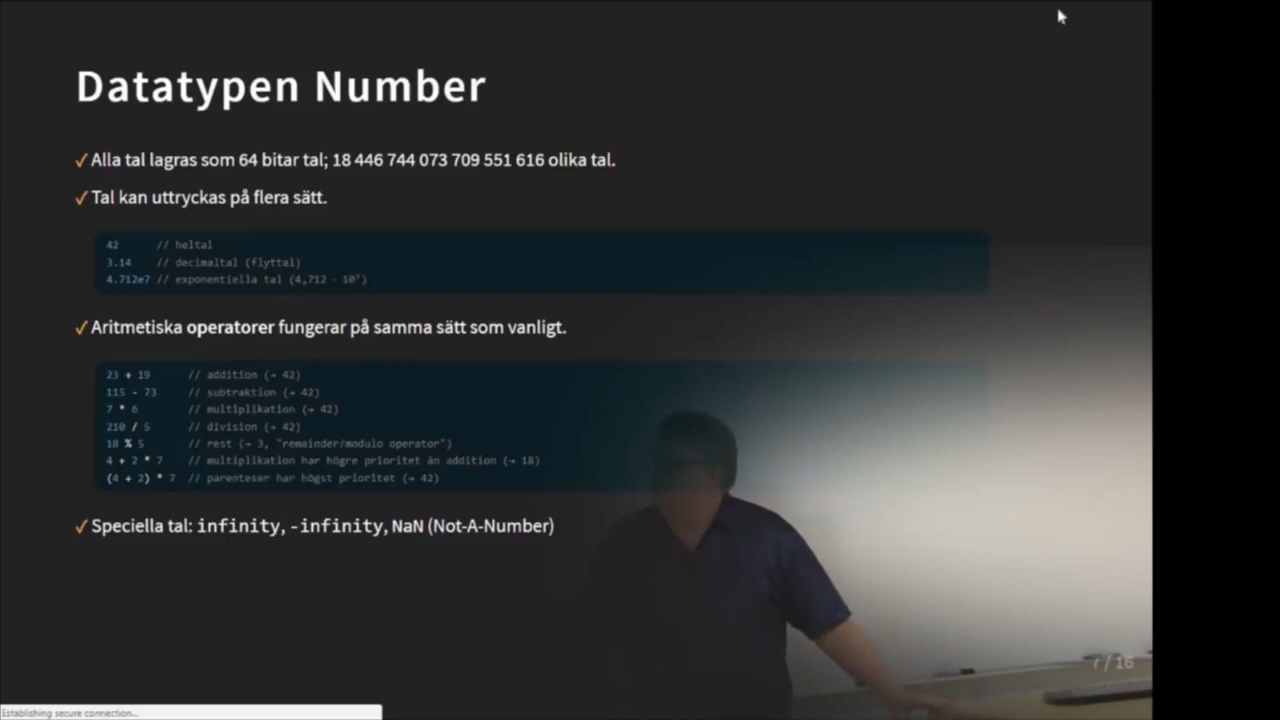 Datatypen Number
✓ Alla tal lagras som 64 bitar tal; 18 446 744 073 709 551 616 olika tal.
✓ Tal kan uttryckas på flera sätt.
42 // heltal
3.14 // decimaltal (flyttal)
4.712e7 // exponentiella tal (4,712 · 10⁷)
✓ Aritmetiska operatorer fungerar på samma sätt som vanligt.
23 + 19 // addition (→ 42)
115 - 73 // subtraktion (→ 42)
7 * 6 // multiplikation (→ 42)
210 / 5 // division (→ 42)
18 % 5 // rest (→ 3, "remainder/modulo operator")
4 + 2 * 7 // multiplikation har högre prioritet än addition (→ 18)
(4 + 2) * 7 // parenteser har högst prioritet (→ 42)
✓ Speciella tal: infinity, -infinity, NaN (Not-A-Number)
7 / 16
Establishing secure connection...